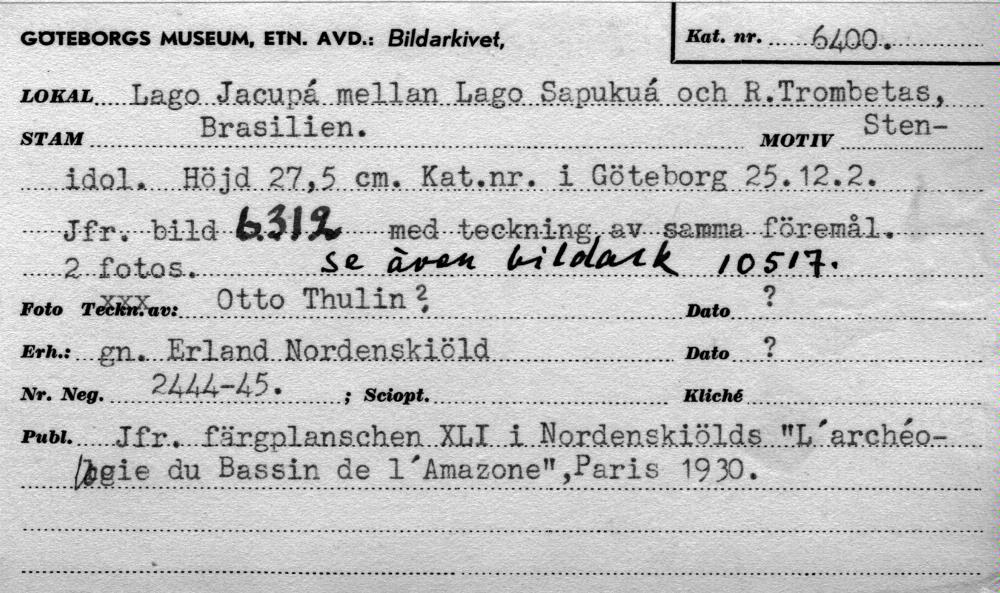 GÖTEBORGS MUSEUM, ETN. AVD.: Bildarkivet, Kat. nr. 6400.
LOKAL Lago Jacupá mellan Lago Sapukuá och R.Trombetas,
STAM Brasilien. MOTIV Sten-
idol. Höjd 27,5 cm. Kat.nr. i Göteborg 25.12.2.
Jfr. bild 6312 med teckning av samma föremål.
2 fotos. se även bildark 10517.
Foto Teckn. av: Otto Thulin ? Dato ?
Erh.: gn. Erland Nordenskiöld Dato ?
Nr. Neg. 2444-45. ; Sciopt. Kliché
Publ. Jfr. färgplanschen XLI i Nordenskiölds "L´archéo-
logie du Bassin de l´Amazone",Paris 1930.